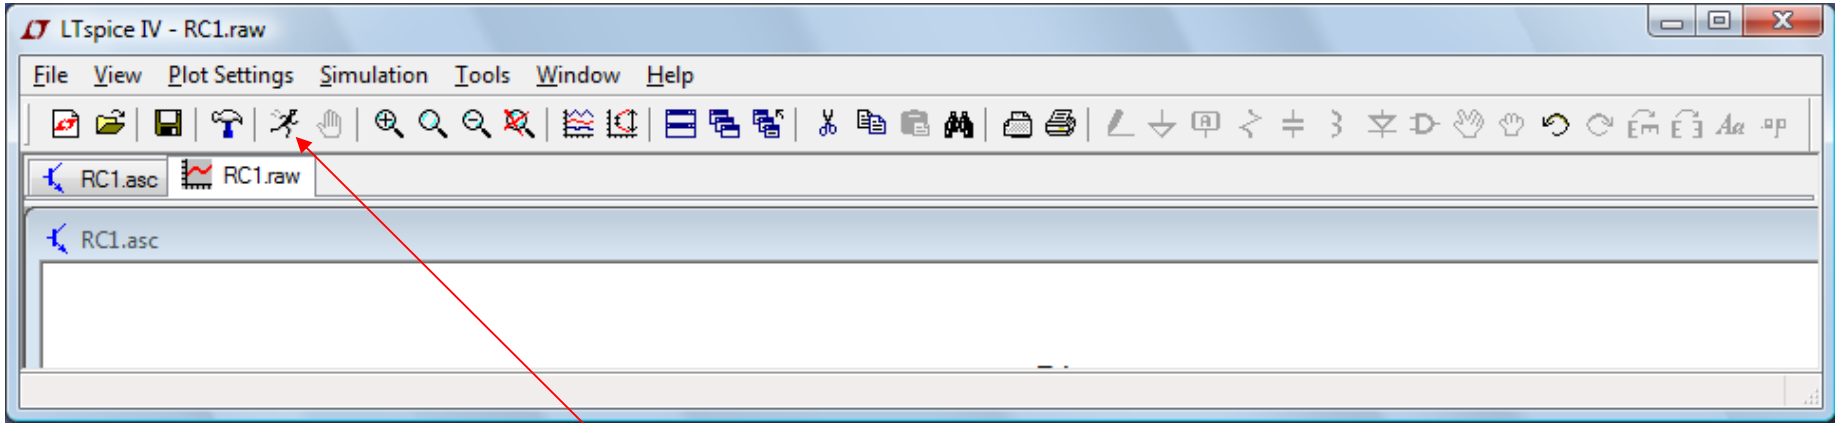 LTspice IV - RC1.raw
File View Plot Settings Simulation Tools Window Help
RC1.asc RC1.raw
RC1.asc